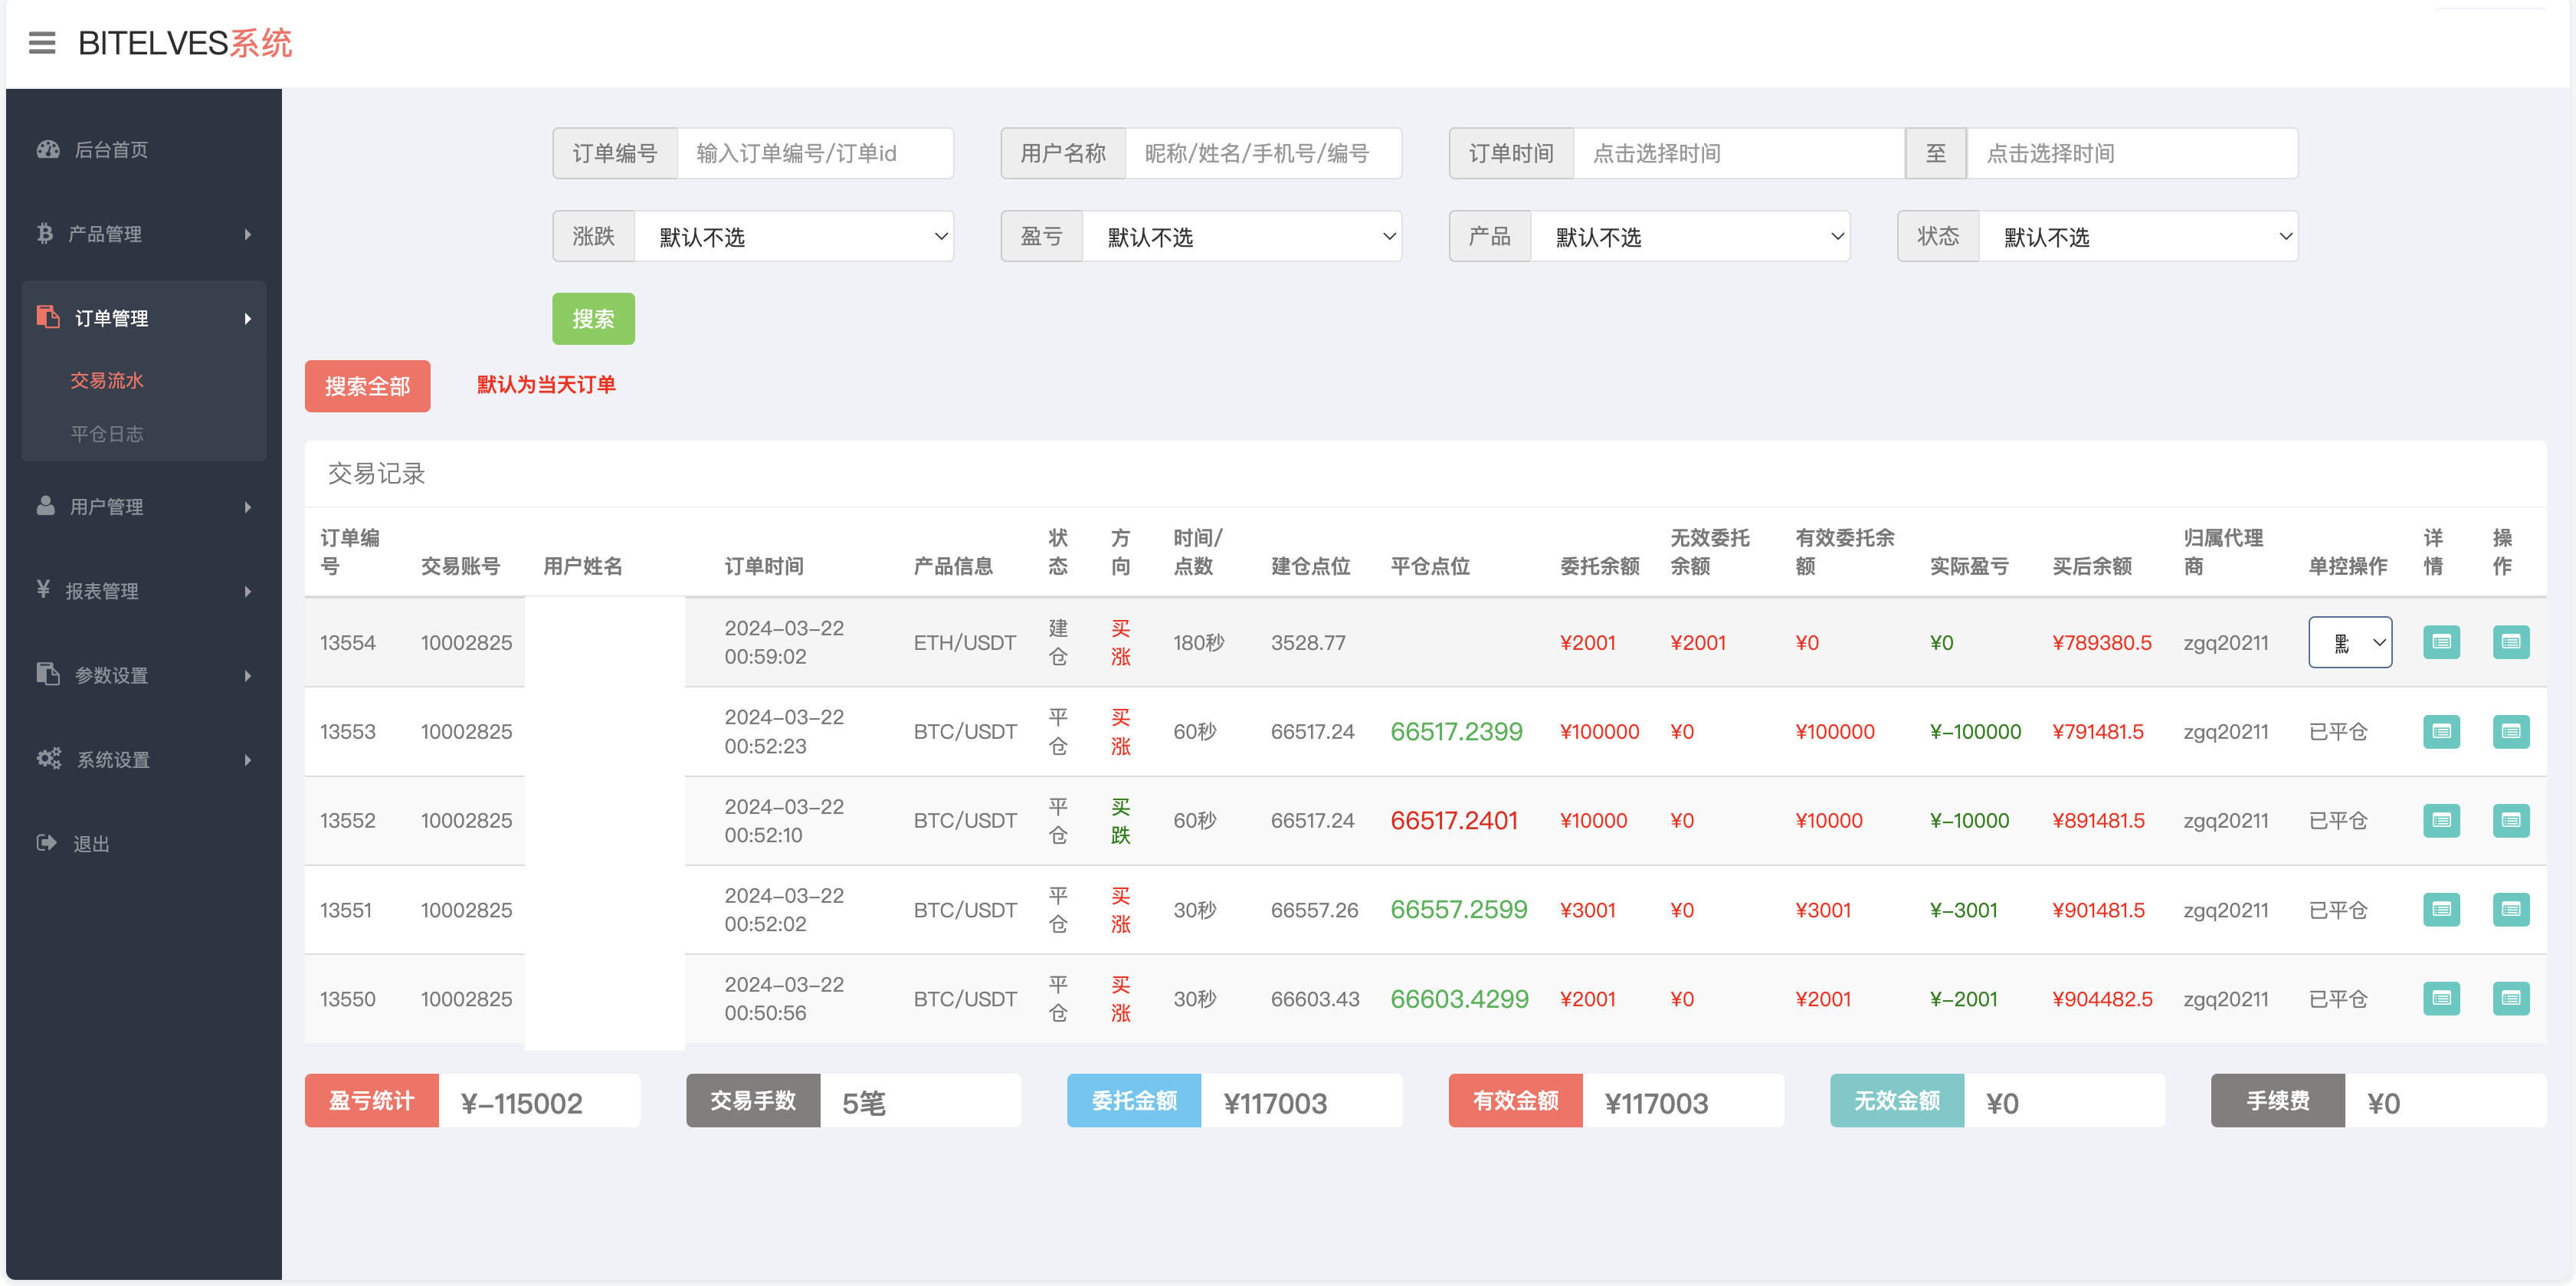 BITELVES系统
后台首页
产品管理
订单管理
交易流水
平仓日志
用户管理
报表管理
参数设置
系统设置
退出
订单编号 输入订单编号/订单id 用户名称 昵称/姓名/手机号/编号 订单时间 点击选择时间 至 点击选择时间
涨跌 默认不选 盈亏 默认不选 产品 默认不选 状态 默认不选
搜索
搜索全部 默认为当天订单
交易记录
订单编号 交易账号 用户姓名 订单时间 产品信息 状态 方向 时间/点数 建仓点位 平仓点位 委托余额 无效委托余额 有效委托余额 实际盈亏 买后余额 归属代理商 单控操作 详情 操作
13554 10002825 2024-03-22 00:59:02 ETH/USDT 建仓 买涨 180秒 3528.77 ¥2001 ¥2001 ¥0 ¥0 ¥789380.5 zgq20211
13553 10002825 2024-03-22 00:52:23 BTC/USDT 平仓 买涨 60秒 66517.24 66517.2399 ¥100000 ¥0 ¥100000 ¥-100000 ¥791481.5 zgq20211 已平仓
13552 10002825 2024-03-22 00:52:10 BTC/USDT 平仓 买跌 60秒 66517.24 66517.2401 ¥10000 ¥0 ¥10000 ¥-10000 ¥891481.5 zgq20211 已平仓
13551 10002825 2024-03-22 00:52:02 BTC/USDT 平仓 买涨 30秒 66557.26 66557.2599 ¥3001 ¥0 ¥3001 ¥-3001 ¥901481.5 zgq20211 已平仓
13550 10002825 2024-03-22 00:50:56 BTC/USDT 平仓 买涨 30秒 66603.43 66603.4299 ¥2001 ¥0 ¥2001 ¥-2001 ¥904482.5 zgq20211 已平仓
盈亏统计 ¥-115002 交易手数 5笔 委托金额 ¥117003 有效金额 ¥117003 无效金额 ¥0 手续费 ¥0